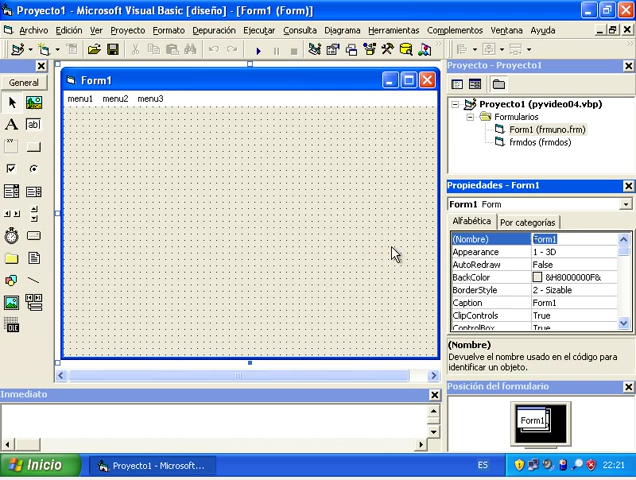 Proyecto1 - Microsoft Visual Basic [diseño] - [Form1 (Form)]
Archivo Edición Ver Proyecto Formato Depuración Ejecutar Consulta Diagrama Herramientas Complementos Ventana Ayuda
General
Form1
menu1 menu2 menu3
Proyecto - Proyecto1
Proyecto1 (pyvideo04.vbp)
Formularios
Form1 (frmuno.frm)
frmdos (frmdos)
Propiedades - Form1
Form1 Form
Alfabética Por categorías
(Nombre) Form1
Appearance 1 - 3D
AutoRedraw False
BackColor &H8000000F&
BorderStyle 2 - Sizable
Caption Form1
ClipControls True
ControlBox True
(Nombre)
Devuelve el nombre usado en el código para
identificar un objeto.
Inmediato
Posición del formulario
Form1
Inicio
Proyecto1 - Microsoft...
ES
22:21